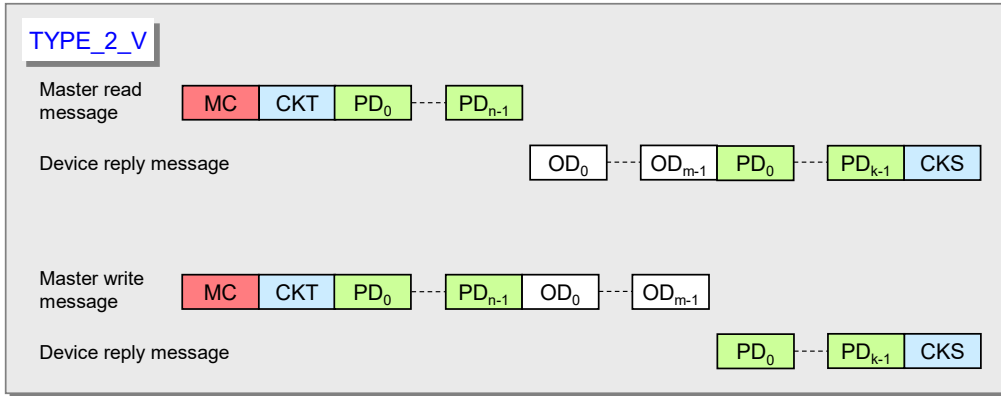 TYPE_2_V
Master read
message
MC CKT PD0 PDn-1
Device reply message
OD0 ODm-1 PD0 PDk-1 CKS
Master write
message
MC CKT PD0 PDn-1 OD0 ODm-1
Device reply message
PD0 PDk-1 CKS